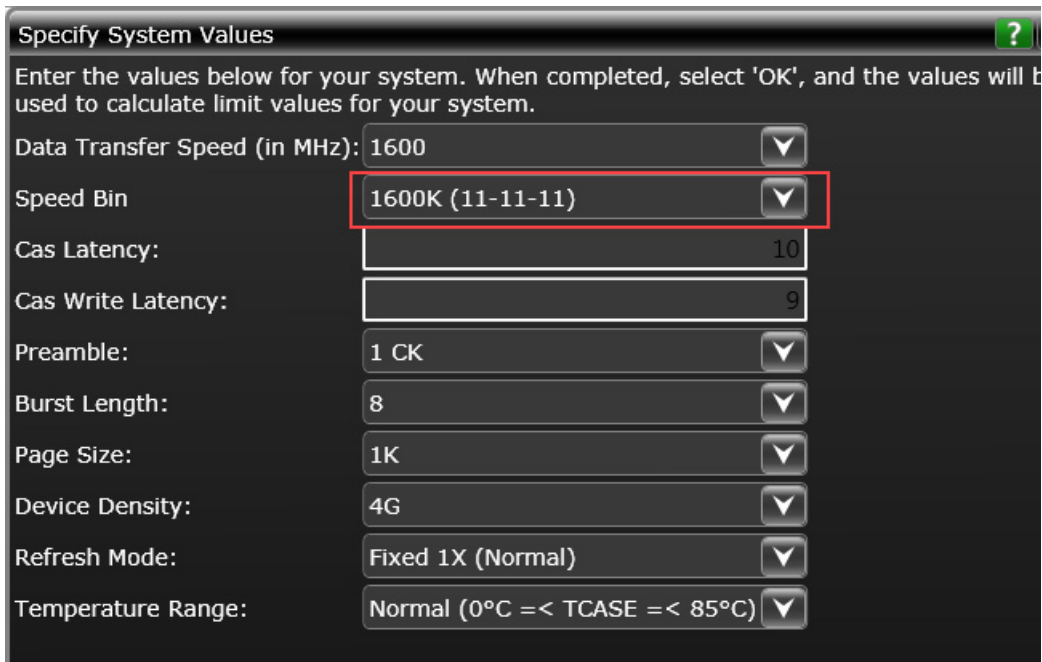 Specify System Values
?
Enter the values below for your system. When completed, select 'OK', and the values will b
used to calculate limit values for your system.
Data Transfer Speed (in MHz): 1600
Speed Bin 1600K (11-11-11)
Cas Latency: 10
Cas Write Latency: 9
Preamble: 1 CK
Burst Length: 8
Page Size: 1K
Device Density: 4G
Refresh Mode: Fixed 1X (Normal)
Temperature Range: Normal (0°C =< TCASE =< 85°C)